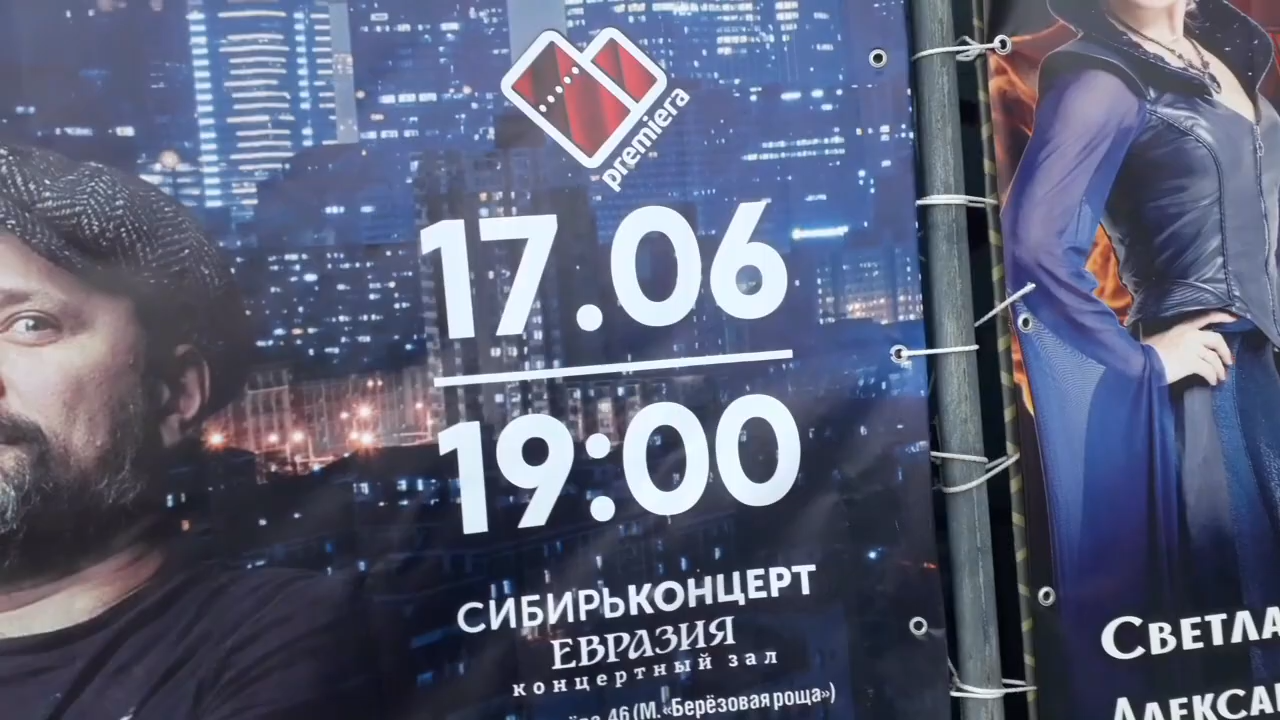 premiera
17.06
19:00
СИБИРЬКОНЦЕРТ
ЕВРАЗИЯ
концертный зал
46 (М.«Берёзовая роща»)
СВЕТЛА
АЛЕКСА